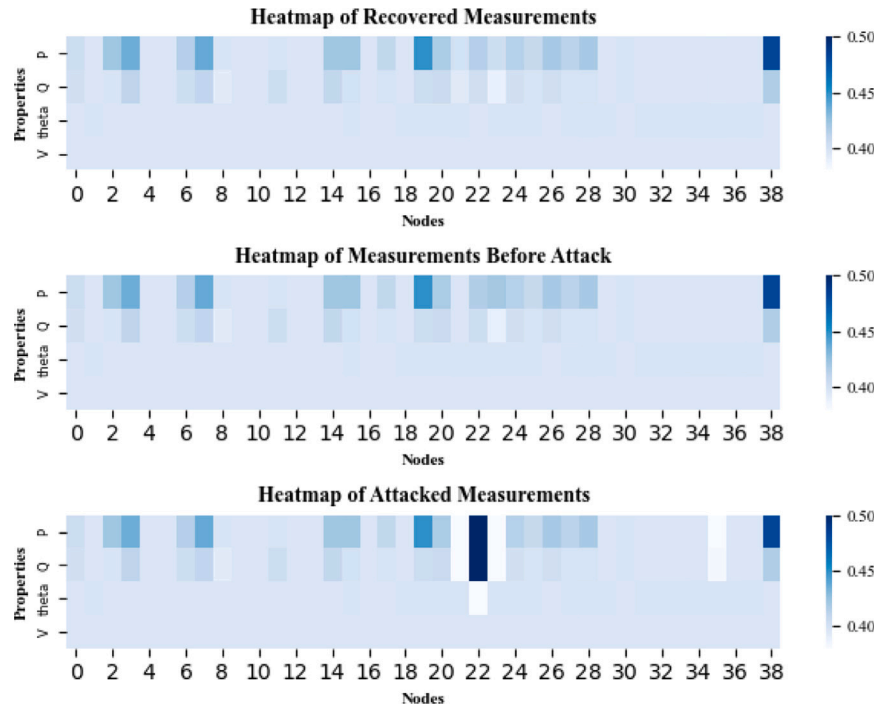 Heatmap of Recovered Measurements
Properties
P
Q
theta
V
0 2 4 6 8 10 12 14 16 18 20 22 24 26 28 30 32 34 36 38
Nodes
0.50
0.45
0.40
Heatmap of Measurements Before Attack
Properties
P
Q
theta
V
0 2 4 6 8 10 12 14 16 18 20 22 24 26 28 30 32 34 36 38
Nodes
0.50
0.45
0.40
Heatmap of Attacked Measurements
Properties
P
Q
theta
V
0 2 4 6 8 10 12 14 16 18 20 22 24 26 28 30 32 34 36 38
Nodes
0.50
0.45
0.40